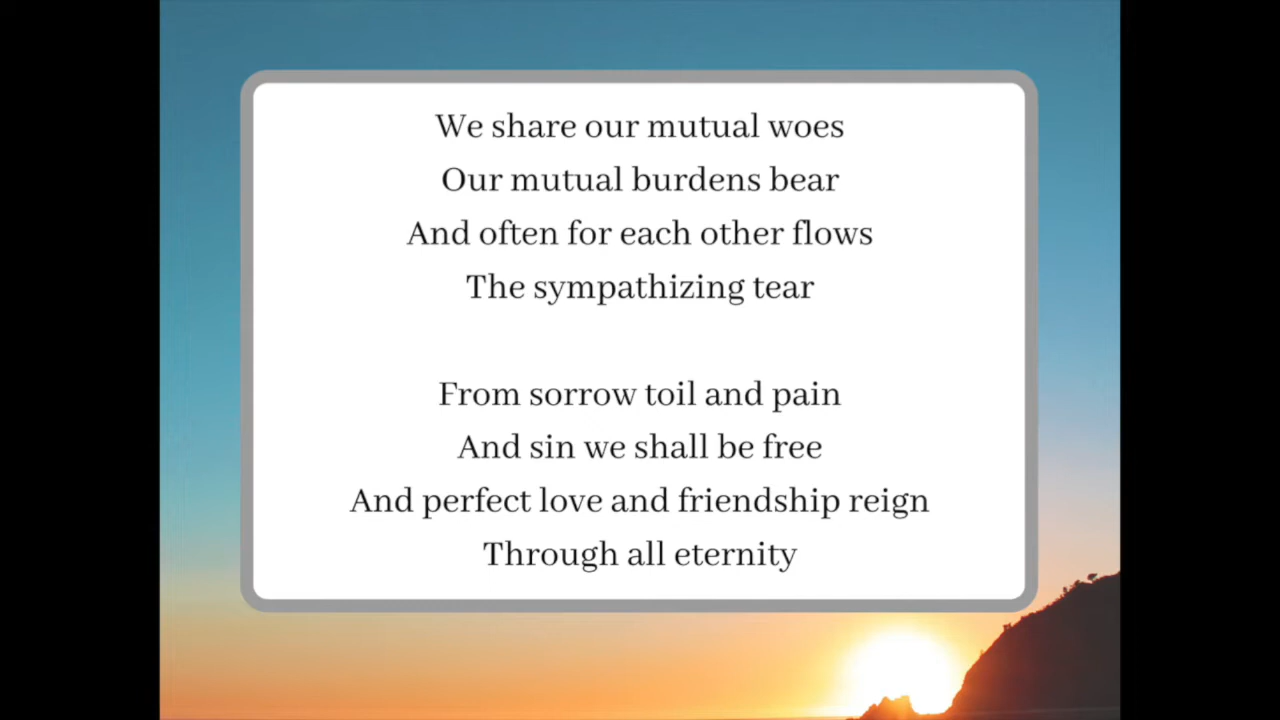 We share our mutual woes
Our mutual burdens bear
And often for each other flows
The sympathizing tear
From sorrow toil and pain
And sin we shall be free
And perfect love and friendship reign
Through all eternity